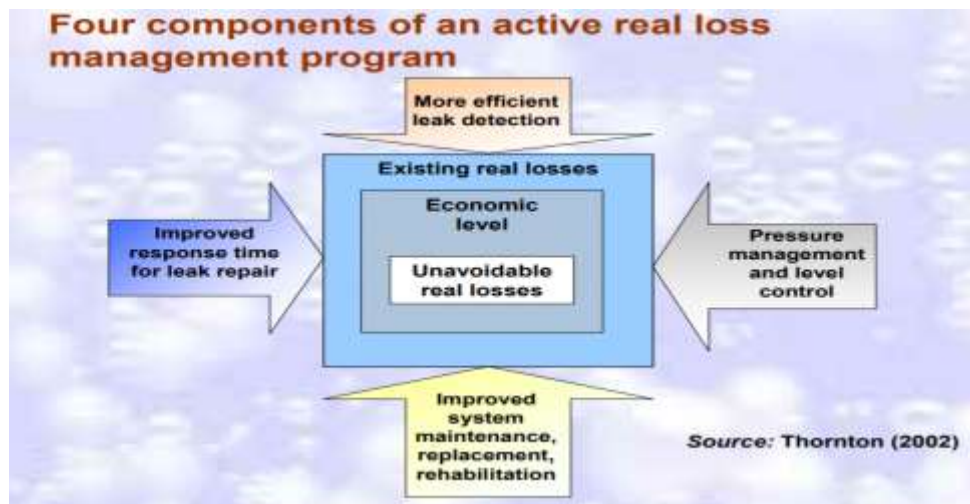 Four components of an active real loss
management program
More efficient
leak detection
Existing real losses
Economic
level
Improved
response time
for leak repair
Unavoidable
real losses
Pressure
management
and level
control
Improved
system
maintenance,
replacement,
rehabilitation
Source: Thornton (2002)